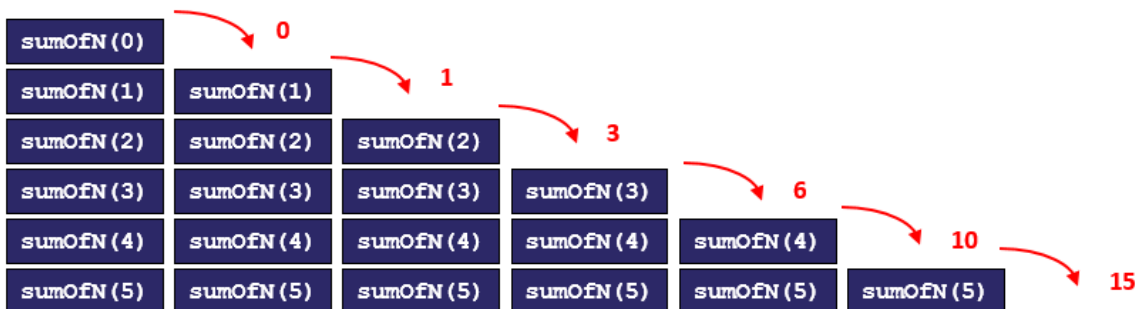 sumOfN(0) 0
sumOfN(1) sumOfN(1) 1
sumOfN(2) sumOfN(2) sumOfN(2) 3
sumOfN(3) sumOfN(3) sumOfN(3) sumOfN(3) 6
sumOfN(4) sumOfN(4) sumOfN(4) sumOfN(4) sumOfN(4) 10
sumOfN(5) sumOfN(5) sumOfN(5) sumOfN(5) sumOfN(5) sumOfN(5) 15